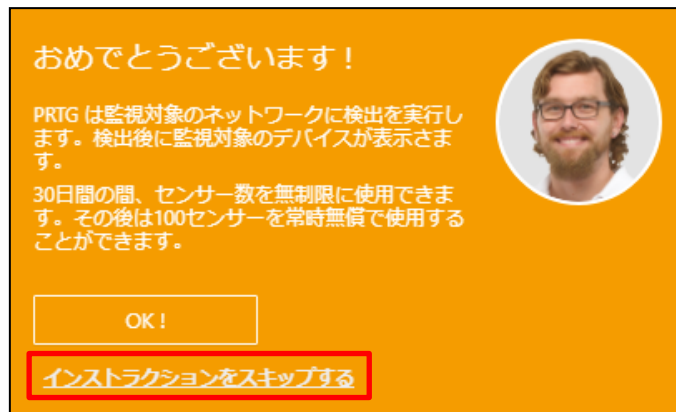 おめでとうございます！
PRTG は監視対象のネットワークに検出を実行し
ます。検出後に監視対象のデバイスが表示さま
す。
30日間の間、センサー数を無制限に使用できま
す。その後は100センサーを常時無償で使用する
ことができます。
OK！
インストラクションをスキップする